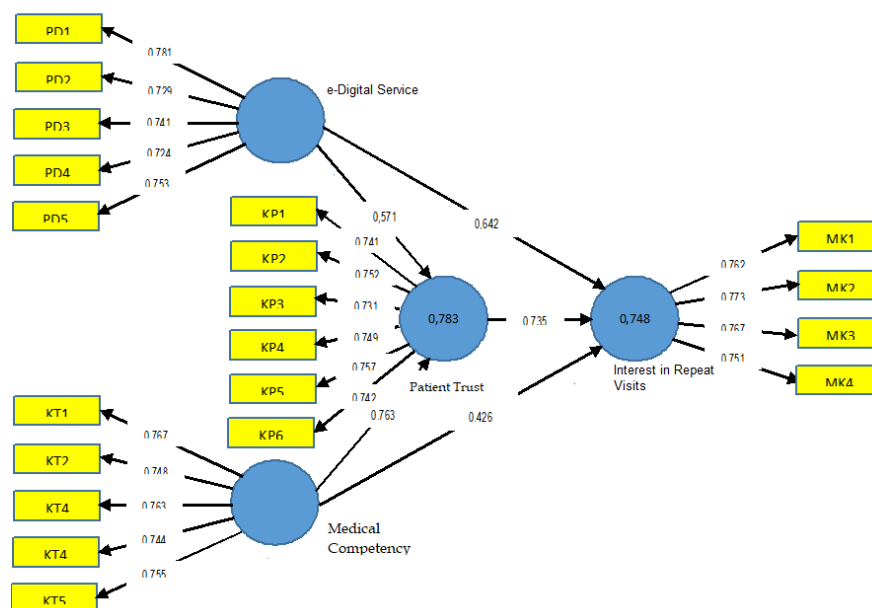 PD1
0.781
PD2
0.729
PD3
0.741
PD4
0.724
PD5
0.753
e-Digital Service
0,571
0.642
KP1
0.741
KP2
0.752
KP3
0.731
KP4
0.749
KP5
0.757
KP6
0.742
0,783
Patient Trust
0.735
0,748
Interest in Repeat
Visits
MK1
0.762
MK2
0.773
MK3
0.767
MK4
0.751
0.763
0.426
KT1
0.767
KT2
0.748
KT4
0.763
KT4
0.744
KT5
0.755
Medical
Competency